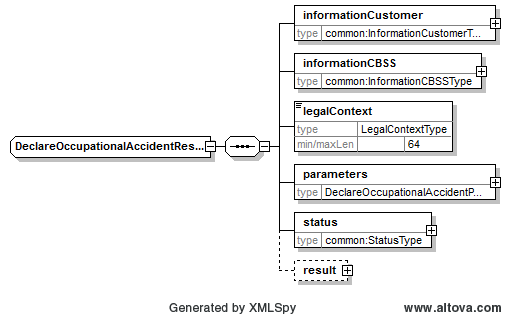 informationCustomer
type common:InformationCustomerT...
informationCBSS
type common:InformationCBSSType
legalContext
type LegalContextType
min/maxLen 64
DeclareOccupationalAccidentRes...
parameters
type DeclareOccupationalAccidentP...
status
type common:StatusType
result
Generated by XMLSpy www.altova.com